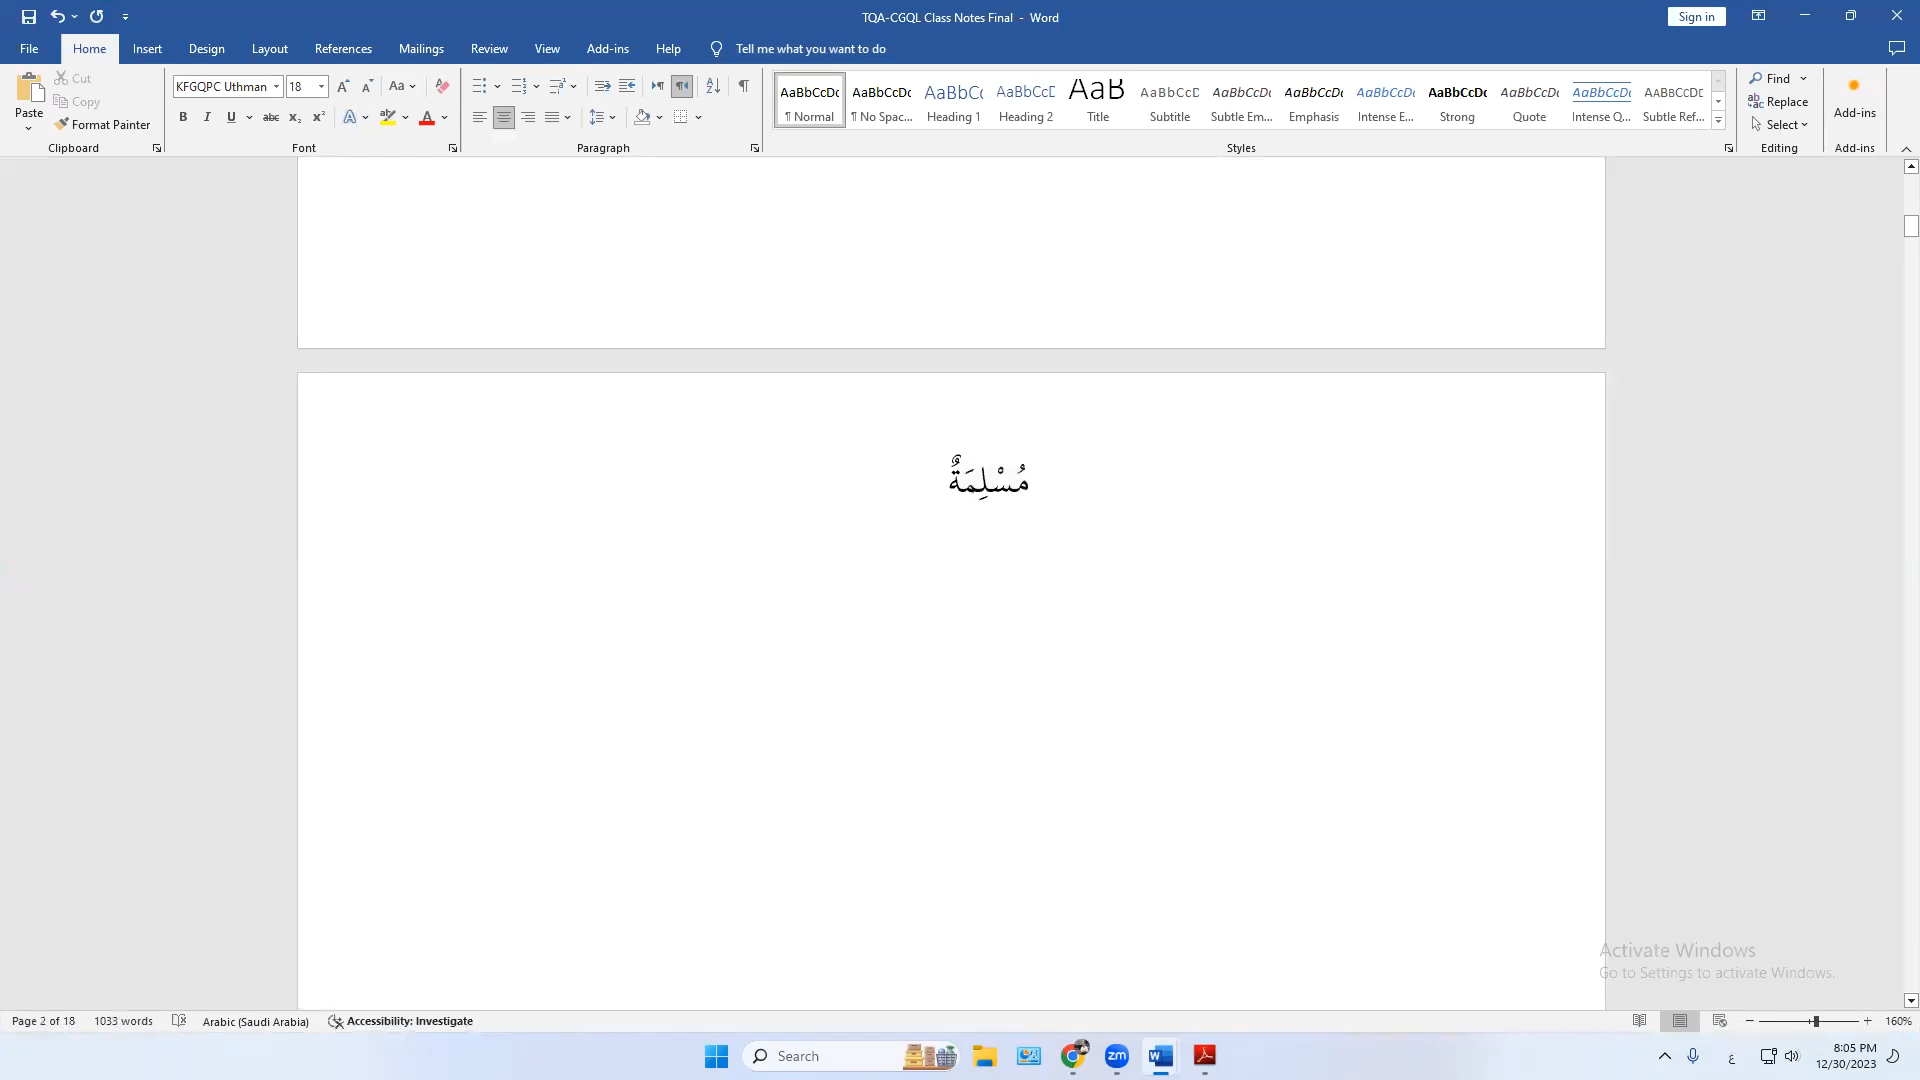 TQA-CGQL Class Notes Final - Word
Sign in
File Home Insert Design Layout References Mailings Review View Add-ins Help Tell me what you want to do
Paste
Cut
Copy
Format Painter
Clipboard
KFGQPC Uthman 18
Font
Paragraph
AaBbCcDc AaBbCcDc AaBbCc AaBbCcD AaB AaBbCcD AaBbCcDc AaBbCcDc AaBbCcDc AaBbCcDc AaBbCcDc AaBbCcDc AABBCCDE
¶ Normal ¶ No Spac... Heading 1 Heading 2 Title Subtitle Subtle Em... Emphasis Intense E... Strong Quote Intense Q... Subtle Ref...
Styles
Find
Replace
Select
Editing
Add-ins
Add-ins
مُسْلِمَةٌ
Activate Windows
Go to Settings to activate Windows.
Page 2 of 18 1033 words Arabic (Saudi Arabia) Accessibility: Investigate 160%
Search
zm
ع
8:05 PM
12/30/2023